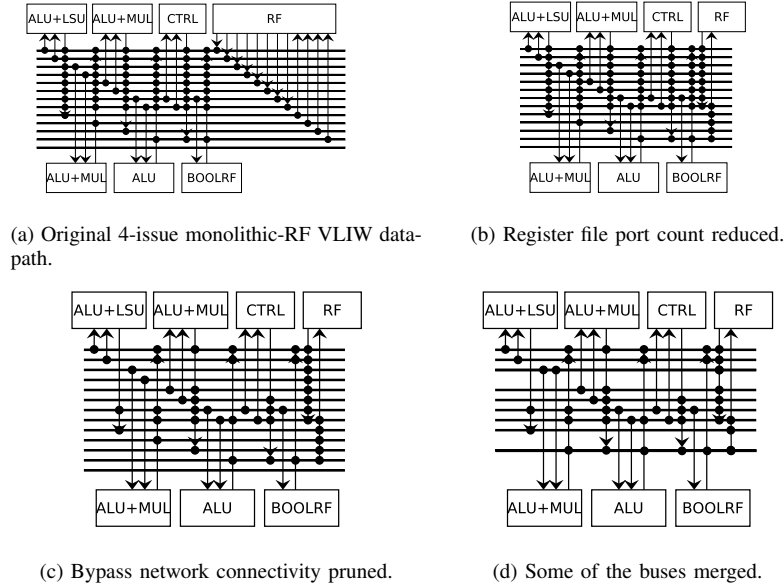 ALU+LSU ALU+MUL CTRL RF
ALU+MUL ALU BOOLRF
(a) Original 4-issue monolithic-RF VLIW data-
path.
ALU+LSU ALU+MUL CTRL RF
ALU+MUL ALU BOOLRF
(b) Register file port count reduced.
ALU+LSU ALU+MUL CTRL RF
ALU+MUL ALU BOOLRF
(c) Bypass network connectivity pruned.
ALU+LSU ALU+MUL CTRL RF
ALU+MUL ALU BOOLRF
(d) Some of the buses merged.